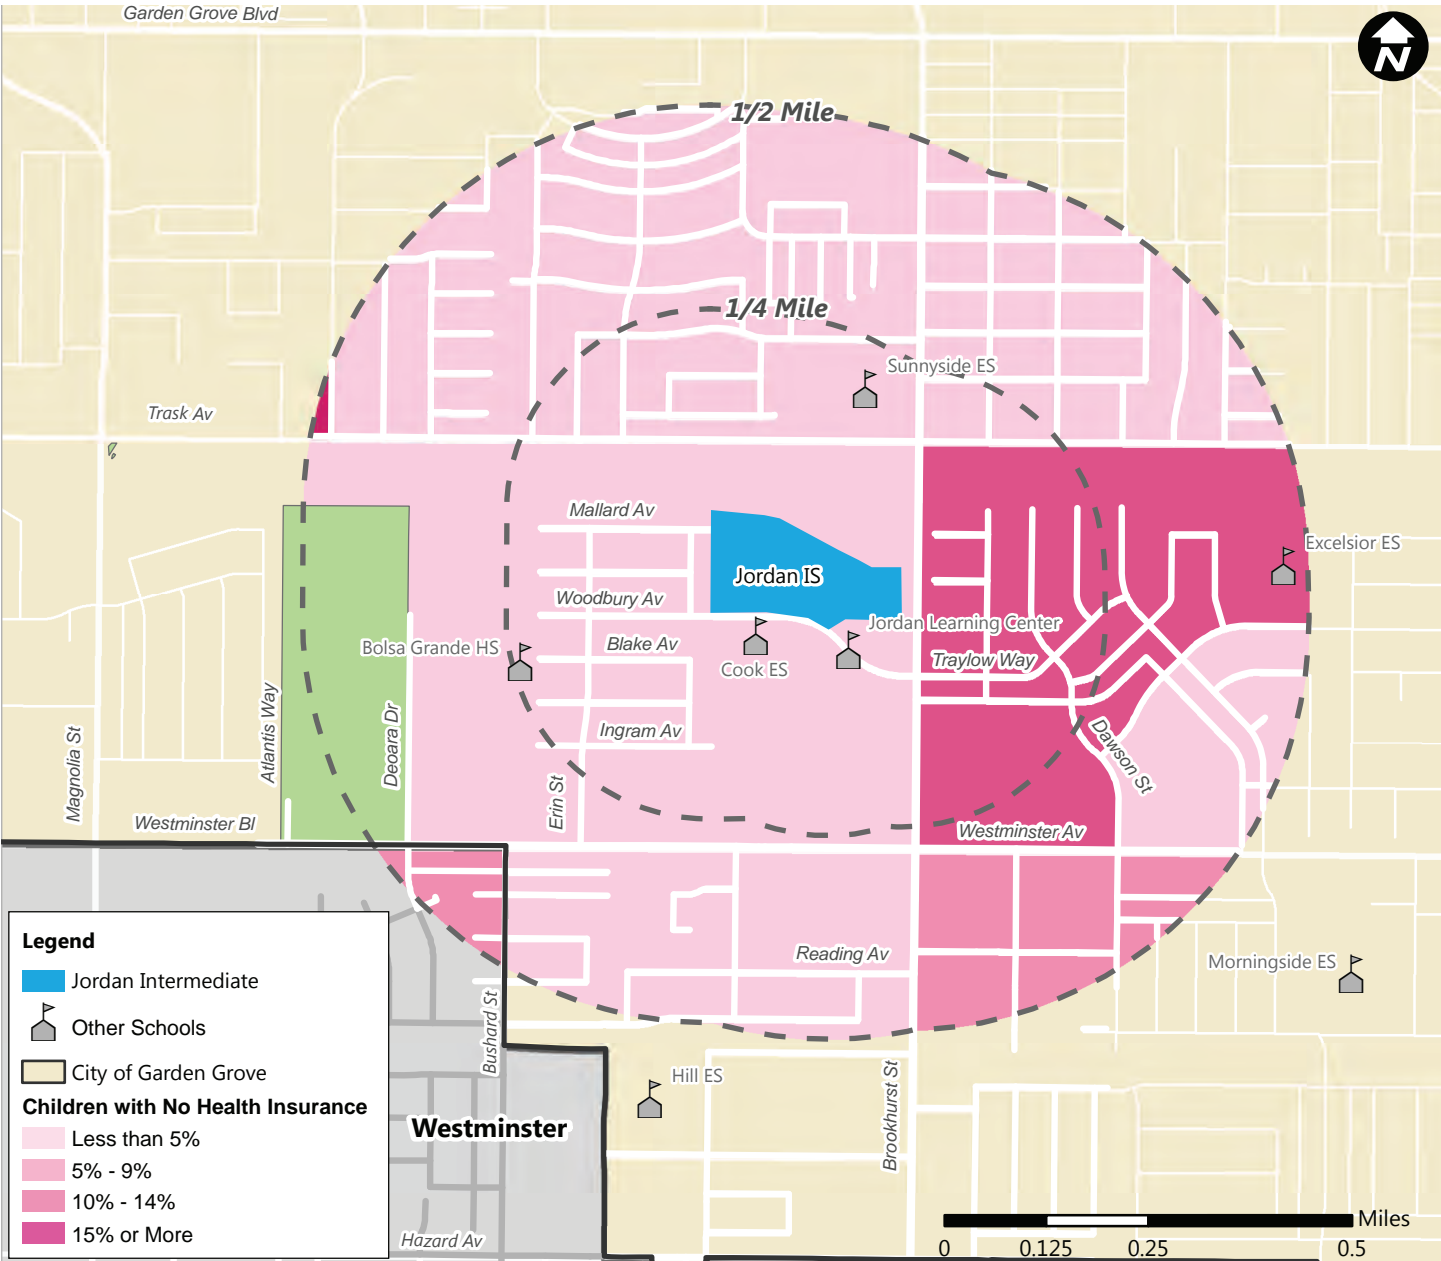 Garden Grove Blvd
N
1/2 Mile
1/4 Mile
Sunnyside ES
Trask Av
Mallard Av
Excelsior ES
Jordan IS
Woodbury Av
Jordan Learning Center
Blake Av
Bolsa Grande HS
Cook ES
Traylow Way
Ingram Av
Atlantis Way
Deoara Dr
Magnolia St
Dawson St
Erin St
Westminster Bl
Westminster Av
Reading Av
Morningside ES
Bushard St
Hill ES
Brookhurst St
Westminster
Hazard Av
Legend
Jordan Intermediate
Other Schools
City of Garden Grove
Children with No Health Insurance
Less than 5%
5% - 9%
10% - 14%
15% or More
Miles
0 0.125 0.25 0.5